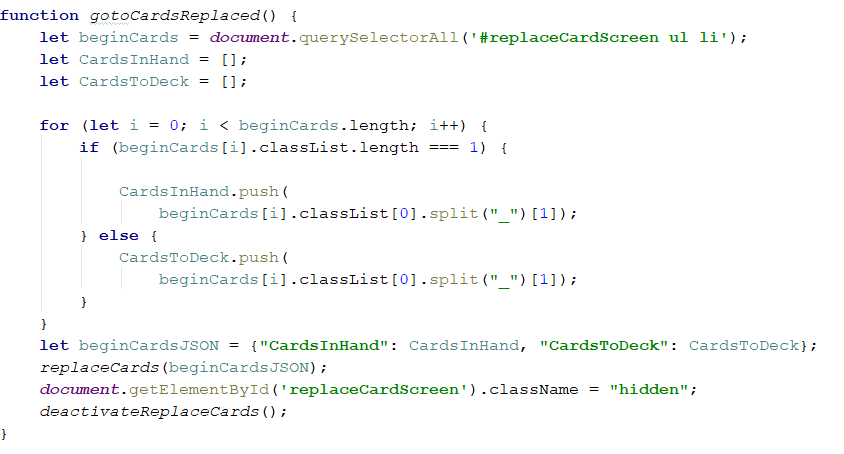 function gotoCardsReplaced() {
    let beginCards = document.querySelectorAll('#replaceCardScreen ul li');
    let CardsInHand = [];
    let CardsToDeck = [];

    for (let i = 0; i < beginCards.length; i++) {
        if (beginCards[i].classList.length === 1) {

            CardsInHand.push(
                beginCards[i].classList[0].split("_")[1]);
        } else {
            CardsToDeck.push(
                beginCards[i].classList[0].split("_")[1]);
        }
    }
    let beginCardsJSON = {"CardsInHand": CardsInHand, "CardsToDeck": CardsToDeck};
    replaceCards(beginCardsJSON);
    document.getElementById('replaceCardScreen').className = "hidden";
    deactivateReplaceCards();
}